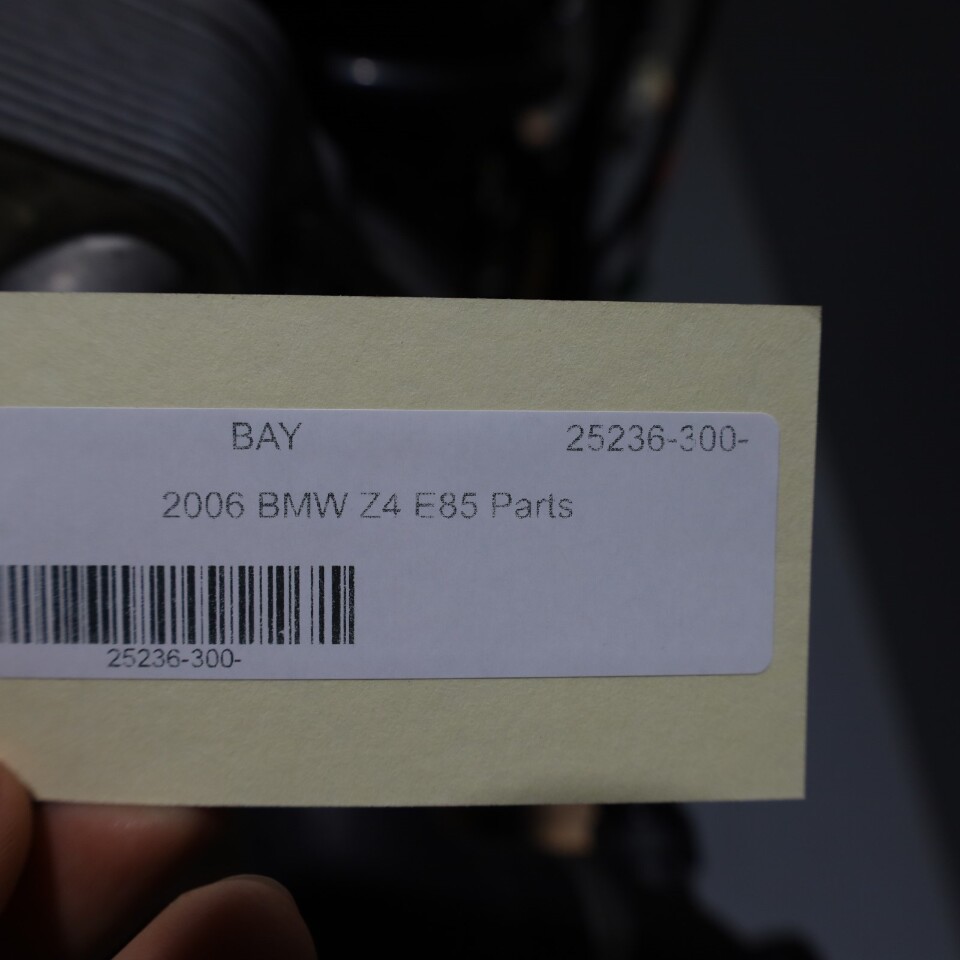 BAY 25236-300-
2006 BMW Z4 E85 Parts
25236-300-